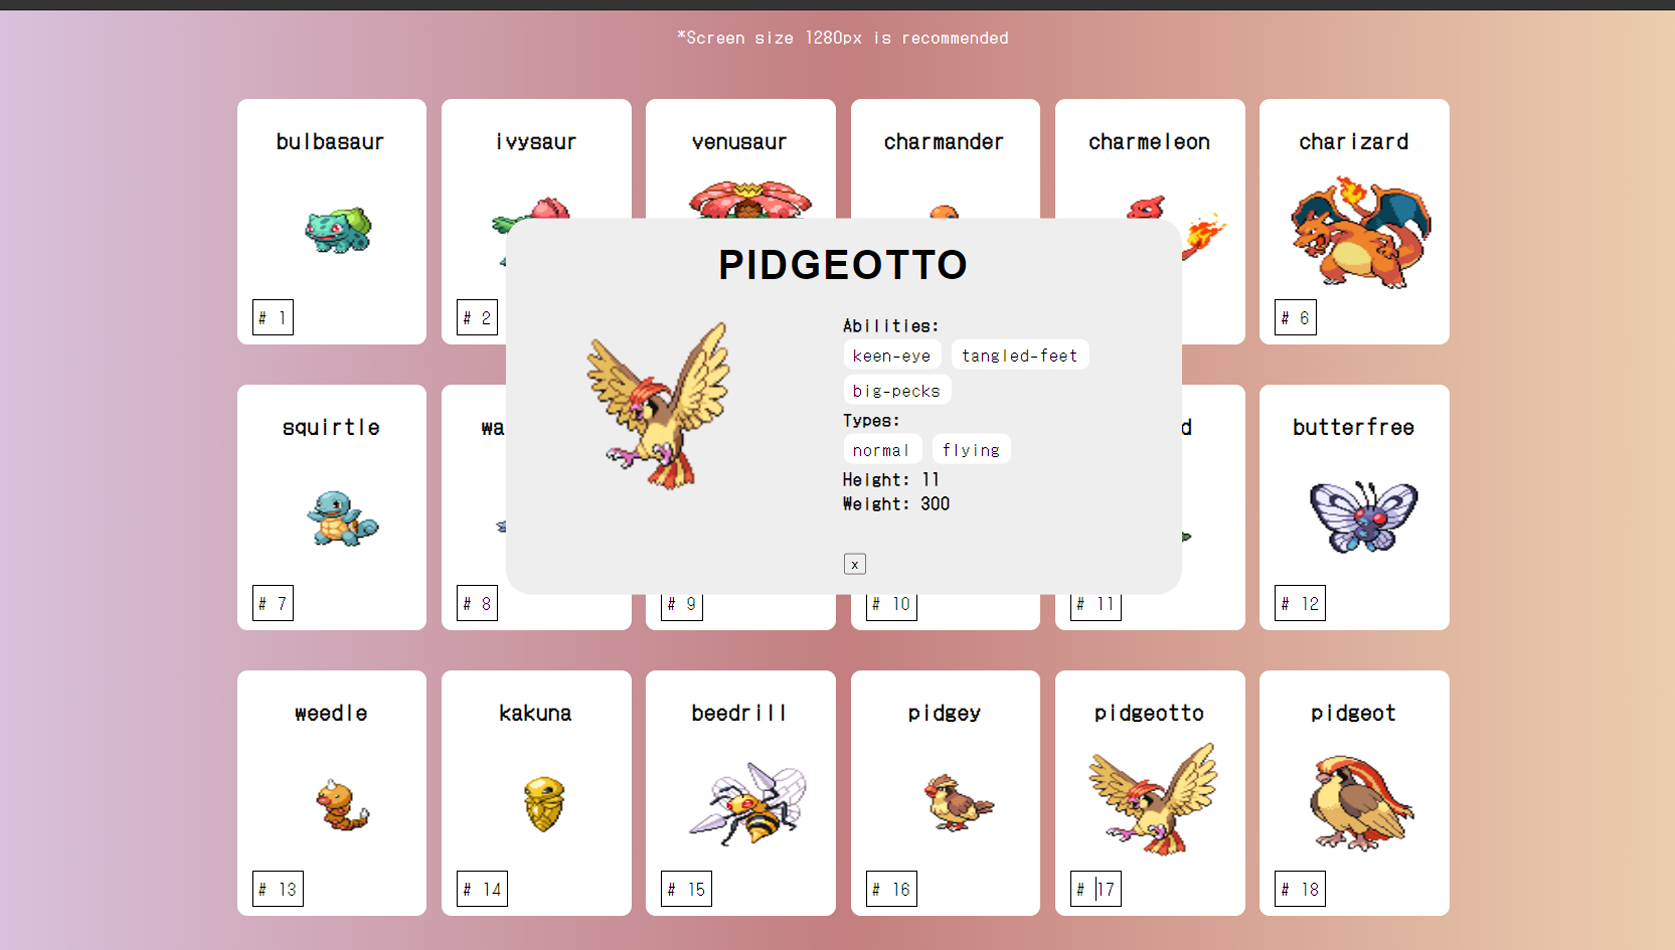 *Screen size 1280px is recommended
bulbasaur
ivysaur
venusaur
charmander
charmeleon
charizard
# 1
# 2
# 6
PIDGEOTTO
Abilities:
keen-eye tangled-feet
big-pecks
Types:
normal flying
Height: 11
Weight: 300
x
squirtle
wa
d
butterfree
# 7
# 8
# 9
# 10
# 11
# 12
weedle
kakuna
beedrill
pidgey
pidgeotto
pidgeot
# 13
# 14
# 15
# 16
# 17
# 18